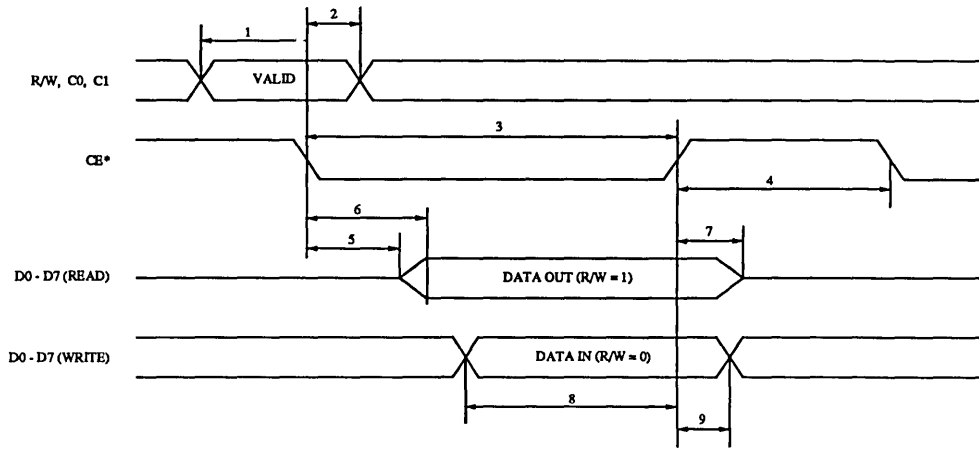 1
2
R/W, C0, C1
VALID
3
CE*
4
6
5
7
D0 - D7 (READ)
DATA OUT (R/W = 1)
D0 - D7 (WRITE)
DATA IN (R/W = 0)
8
9